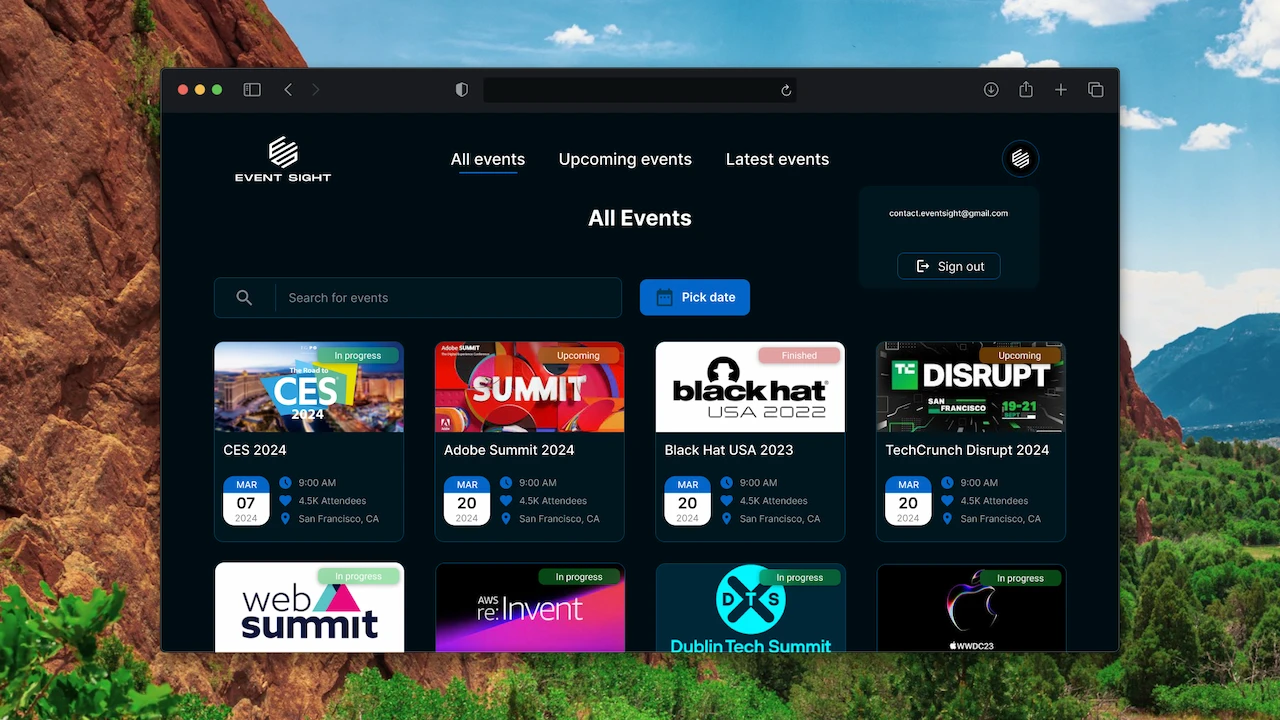 EVENT SIGHT
All events
Upcoming events
Latest events
contact.eventsight@gmail.com
Sign out
All Events
Search for events
Pick date
In progress
The Road to
CES
2024
CES 2024
MAR
07
2024
9:00 AM
4.5K Attendees
San Francisco, CA
Adobe SUMMIT
The Digital Experience Conference
Upcoming
SUMMIT
Adobe Summit 2024
MAR
20
2024
9:00 AM
4.5K Attendees
San Francisco, CA
Finished
black hat
USA 2022
Black Hat USA 2023
MAR
20
2024
9:00 AM
4.5K Attendees
San Francisco, CA
Upcoming
TC DISRUPT
SAN
FRANCISCO
19-21
SEPT
TechCrunch Disrupt 2024
MAR
20
2024
9:00 AM
4.5K Attendees
San Francisco, CA
In progress
web
summit
In progress
AWS
re:Invent
In progress
DTS
Dublin Tech Summit
In progress
WWDC23